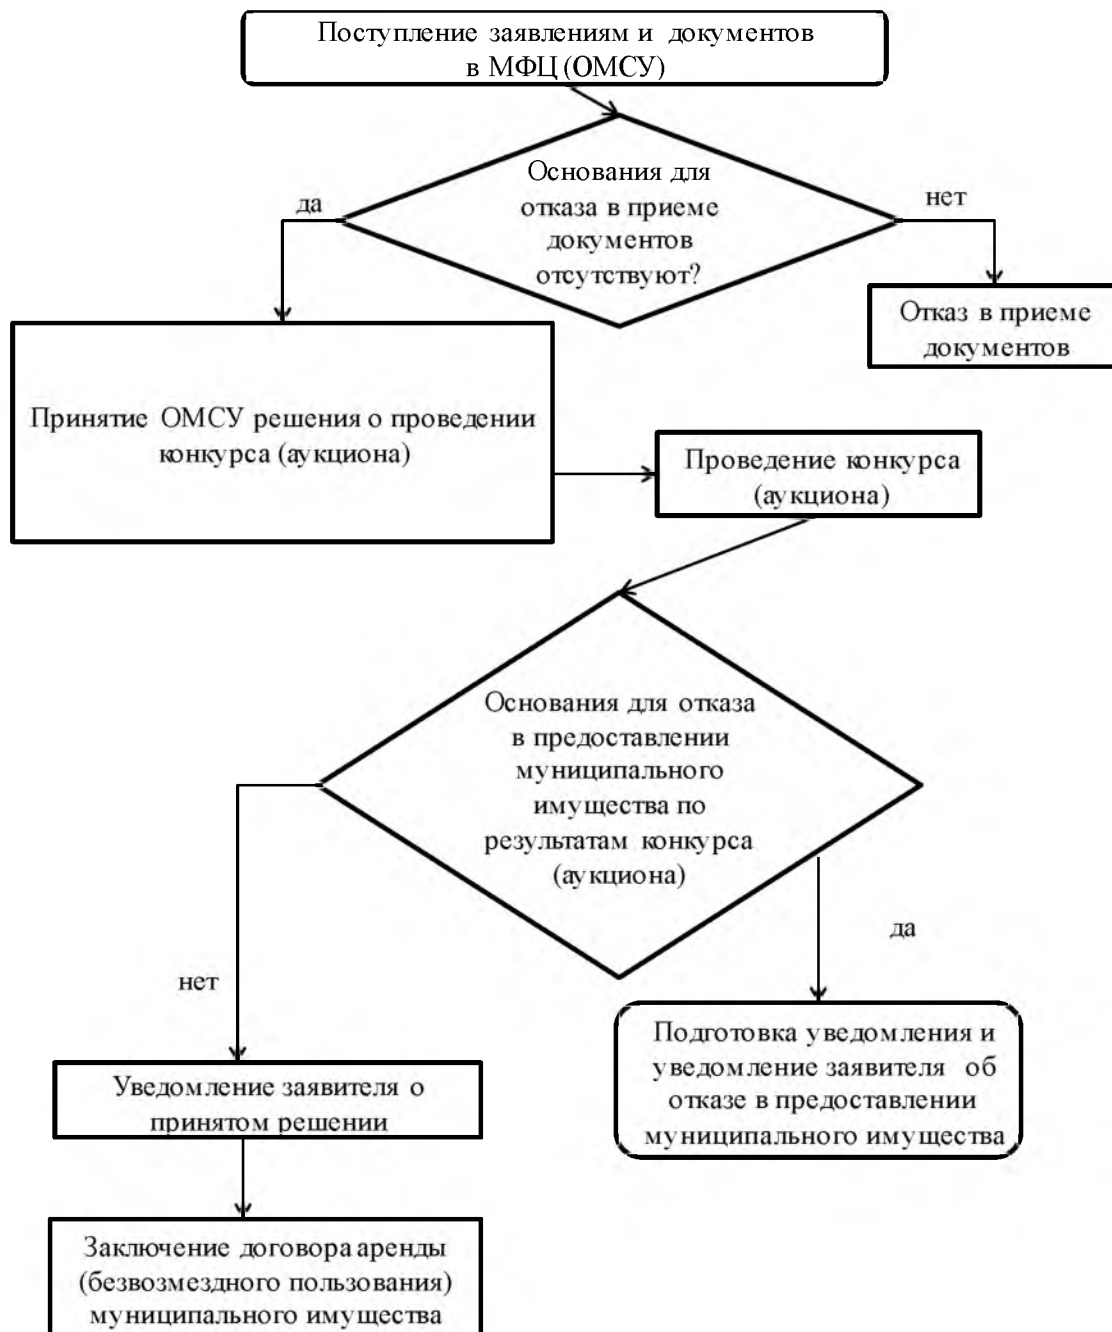 Поступление заявлениям и документов
в МФЦ (ОМСУ)
Основания для
отказа в приеме
документов
отсутствуют?
да
нет
Отказ в приеме
документов
Принятие ОМСУ решения о проведении
конкурса (аукциона)
Проведение конкурса
(аукциона)
Основания для отказа
в предоставлении
муниципального
имущества по
результатам конкурса
(аукциона)
да
нет
Подготовка уведомления и
уведомление заявителя об
отказе в предоставлении
муниципального имущества
Уведомление заявителя о
принятом решении
Заключение договора аренды
(безвозмездного пользования)
муниципального имущества